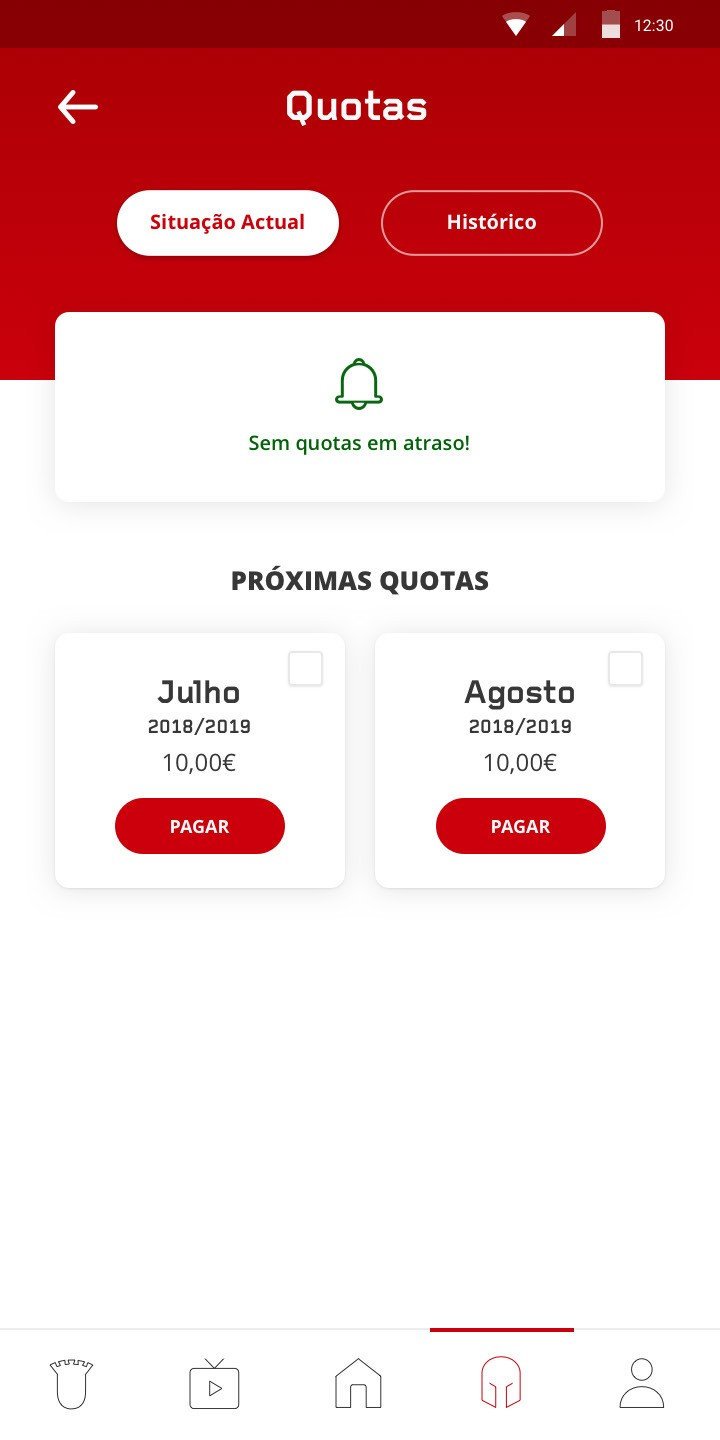 12:30
Quotas
Situação Actual
Histórico
Sem quotas em atraso!
PRÓXIMAS QUOTAS
Julho
2018/2019
10,00€
PAGAR
Agosto
2018/2019
10,00€
PAGAR